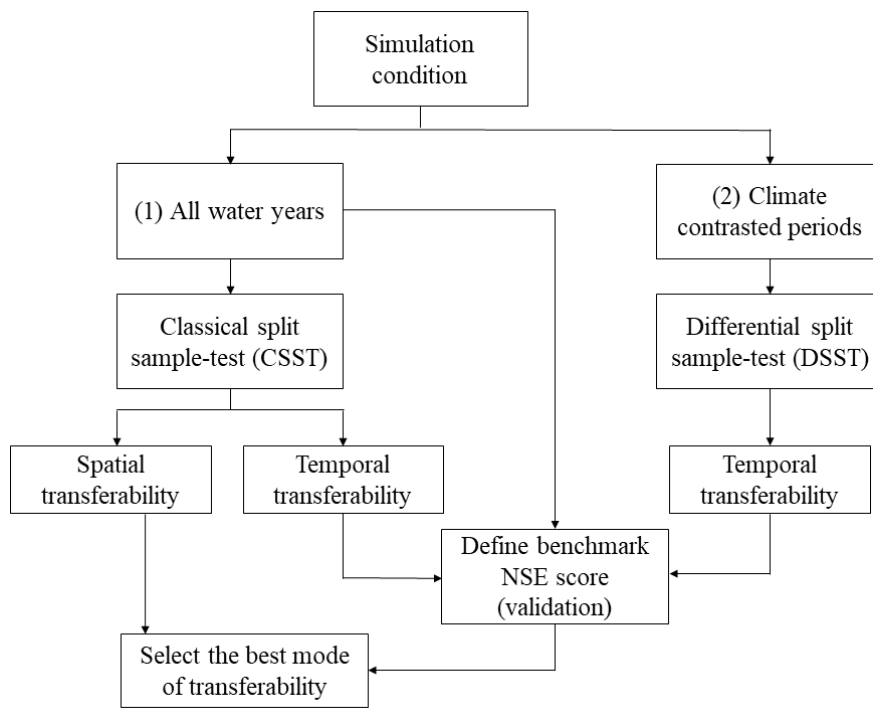 Simulation
condition
(1) All water years
(2) Climate
contrasted periods
Classical split
sample-test (CSST)
Differential split
sample-test (DSST)
Spatial
transferability
Temporal
transferability
Temporal
transferability
Define benchmark
NSE score
(validation)
Select the best mode
of transferability